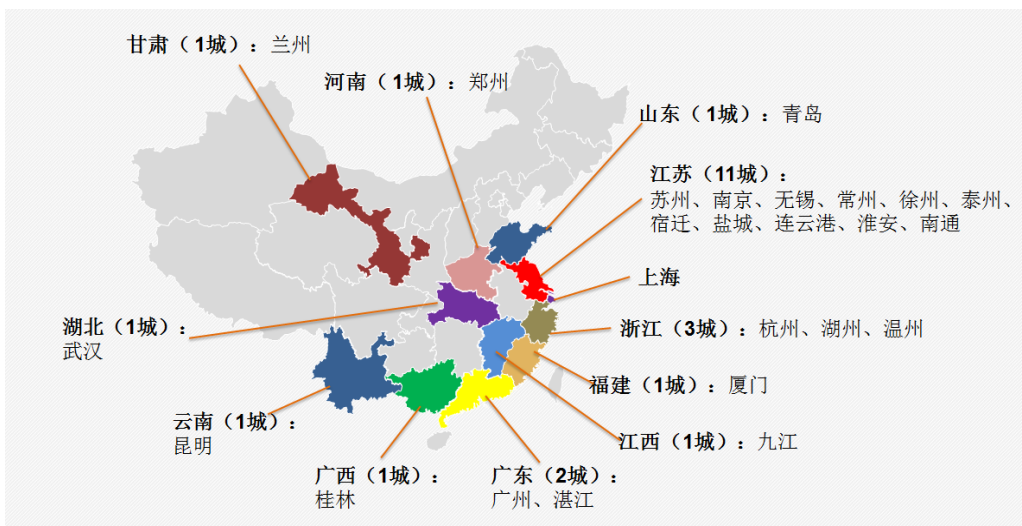 甘肃（1城）：兰州
河南（1城）：郑州
山东（1城）：青岛
江苏（11城）：
苏州、南京、无锡、常州、徐州、泰州、
宿迁、盐城、连云港、淮安、南通
上海
湖北（1城）：
武汉
浙江（3城）：杭州、湖州、温州
福建（1城）：厦门
云南（1城）：
昆明
江西（1城）：九江
广西（1城）：
桂林
广东（2城）：
广州、湛江